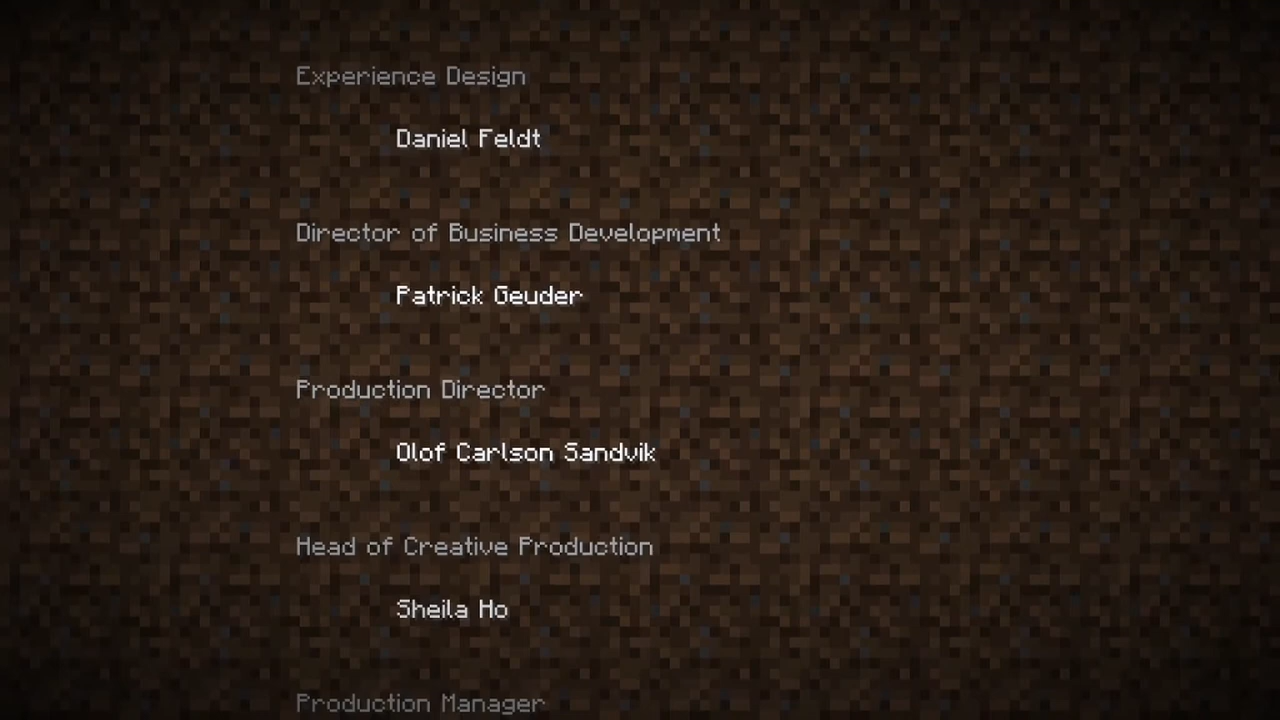 Experience Design
Daniel Feldt
Director of Business Development
Patrick Geuder
Production Director
Olof Carlson Sandvik
Head of Creative Production
Sheila Ho
Production Manager